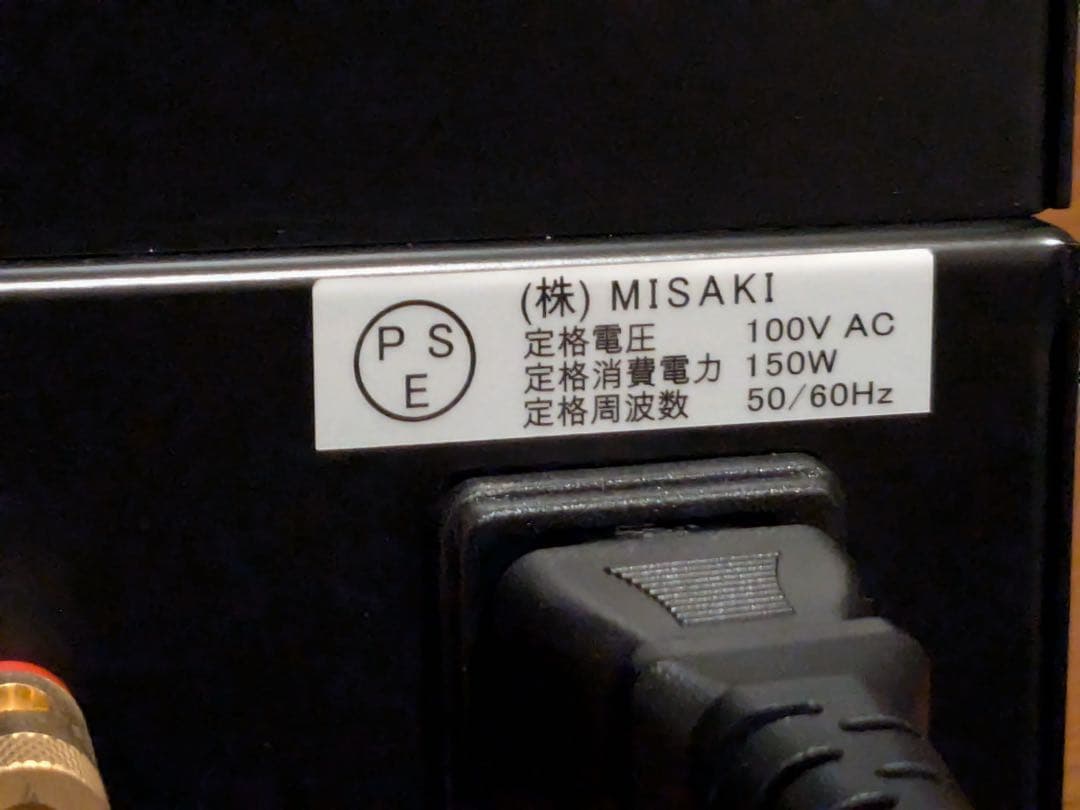 PSE
(株) MISAKI
定格電圧 100V AC
定格消費電力 150W
定格周波数 50/60Hz